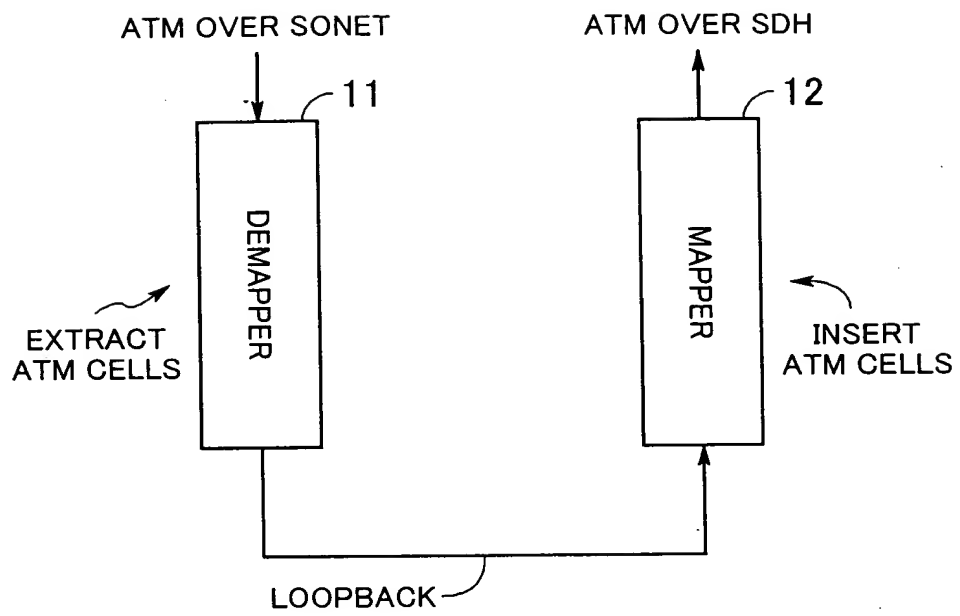 ATM OVER SONET
ATM OVER SDH
11
12
DEMAPPER
MAPPER
EXTRACT
ATM CELLS
INSERT
ATM CELLS
LOOPBACK